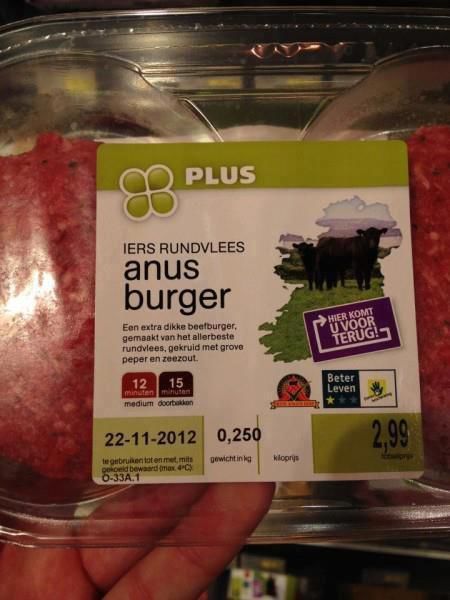 PLUS
IERS RUNDVLEES
anus
burger
Een extra dikke beefburger,
gemaakt van het allerbeste
rundvlees, gekruid met grove
peper en zeezout.
HIER KOMT
U VOOR
TERUG!
12
minuten
medium
15
minuten
doorbakken
Beter
Leven
22-11-2012
te gebruiken tot en met, mits
gekoeld bewaard (max. 4°C):
O-33A.1
0,250
gewicht in kg
kiloprijs
2,99
totaalprijs